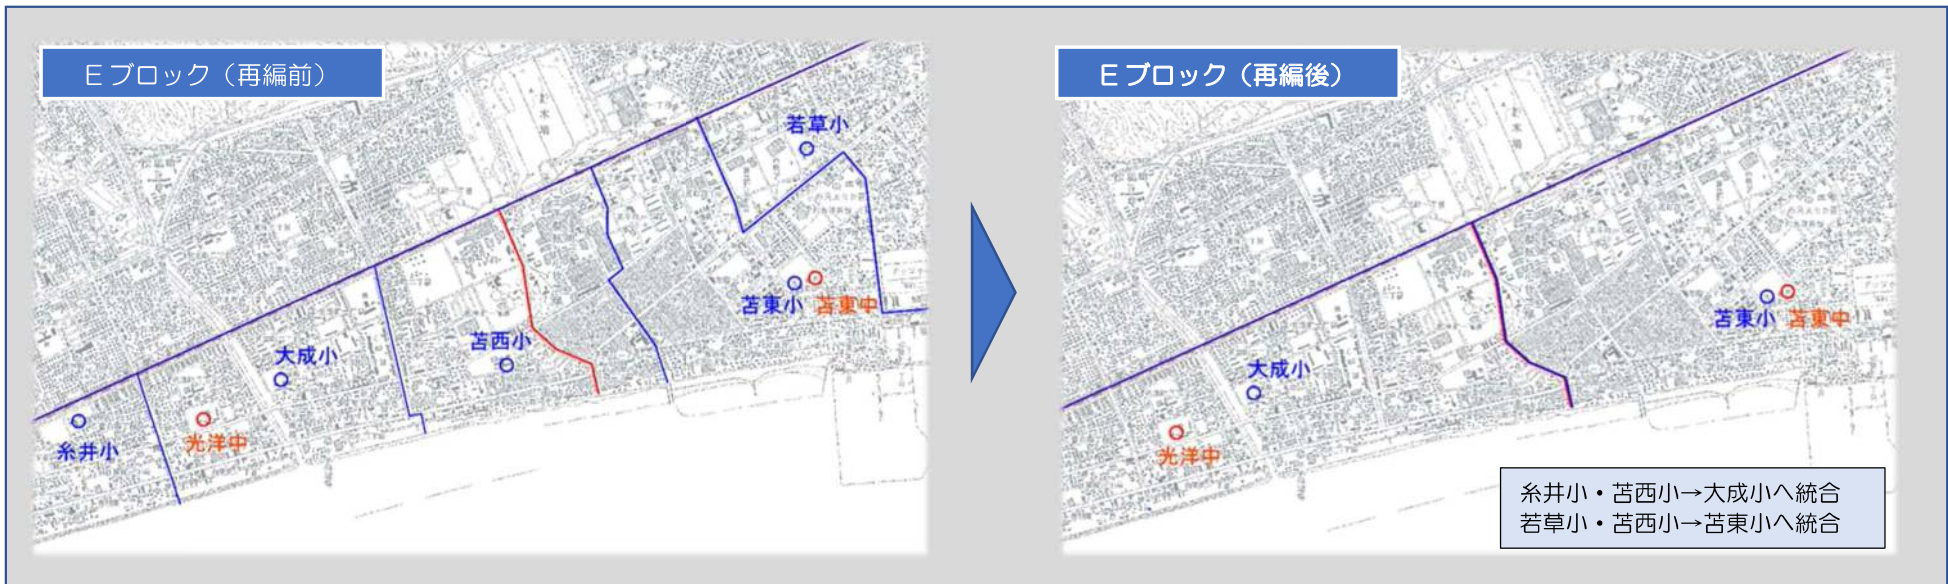 Eブロック（再編前）
若草小
苫東小 苫東中
苫西小
大成小
光洋中
糸井小
Eブロック（再編後）
苫東小 苫東中
大成小
光洋中
糸井小・苫西小→大成小へ統合
若草小・苫西小→苫東小へ統合